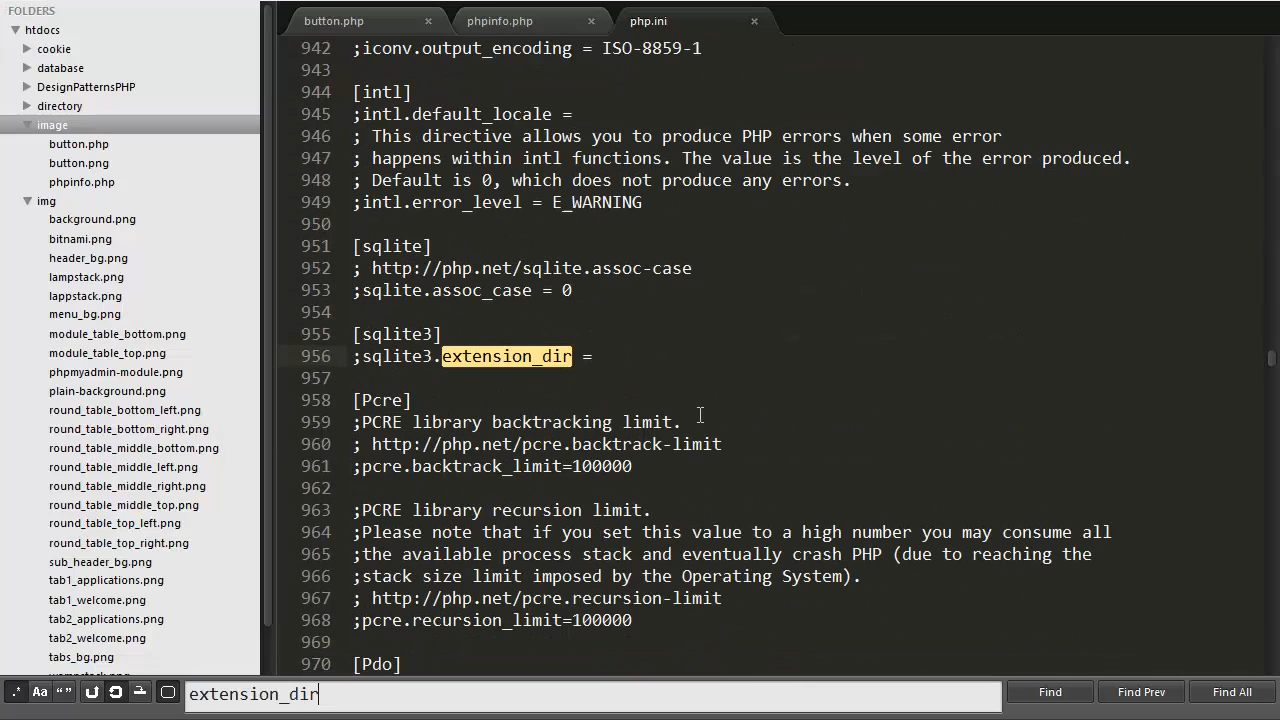 FOLDERS
htdocs
cookie
database
DesignPatternsPHP
directory
image
button.php
button.png
phpinfo.php
img
background.png
bitnami.png
header_bg.png
lampstack.png
lappstack.png
menu_bg.png
module_table_bottom.png
module_table_top.png
phpmyadmin-module.png
plain-background.png
round_table_bottom_left.png
round_table_bottom_right.png
round_table_middle_bottom.png
round_table_middle_left.png
round_table_middle_right.png
round_table_middle_top.png
round_table_top_left.png
round_table_top_right.png
sub_header_bg.png
tab1_applications.png
tab1_welcome.png
tab2_applications.png
tab2_welcome.png
tabs_bg.png
button.php × phpinfo.php × php.ini ×
942 ;iconv.output_encoding = ISO-8859-1
943
944 [intl]
945 ;intl.default_locale =
946 ; This directive allows you to produce PHP errors when some error
947 ; happens within intl functions. The value is the level of the error produced.
948 ; Default is 0, which does not produce any errors.
949 ;intl.error_level = E_WARNING
950
951 [sqlite]
952 ; http://php.net/sqlite.assoc-case
953 ;sqlite.assoc_case = 0
954
955 [sqlite3]
956 ;sqlite3.extension_dir =
957
958 [Pcre]
959 ;PCRE library backtracking limit.
960 ; http://php.net/pcre.backtrack-limit
961 ;pcre.backtrack_limit=100000
962
963 ;PCRE library recursion limit.
964 ;Please note that if you set this value to a high number you may consume all
965 ;the available process stack and eventually crash PHP (due to reaching the
966 ;stack size limit imposed by the Operating System).
967 ; http://php.net/pcre.recursion-limit
968 ;pcre.recursion_limit=100000
969
970 [Pdo]
.* Aa “” extension_dir Find Find Prev Find All